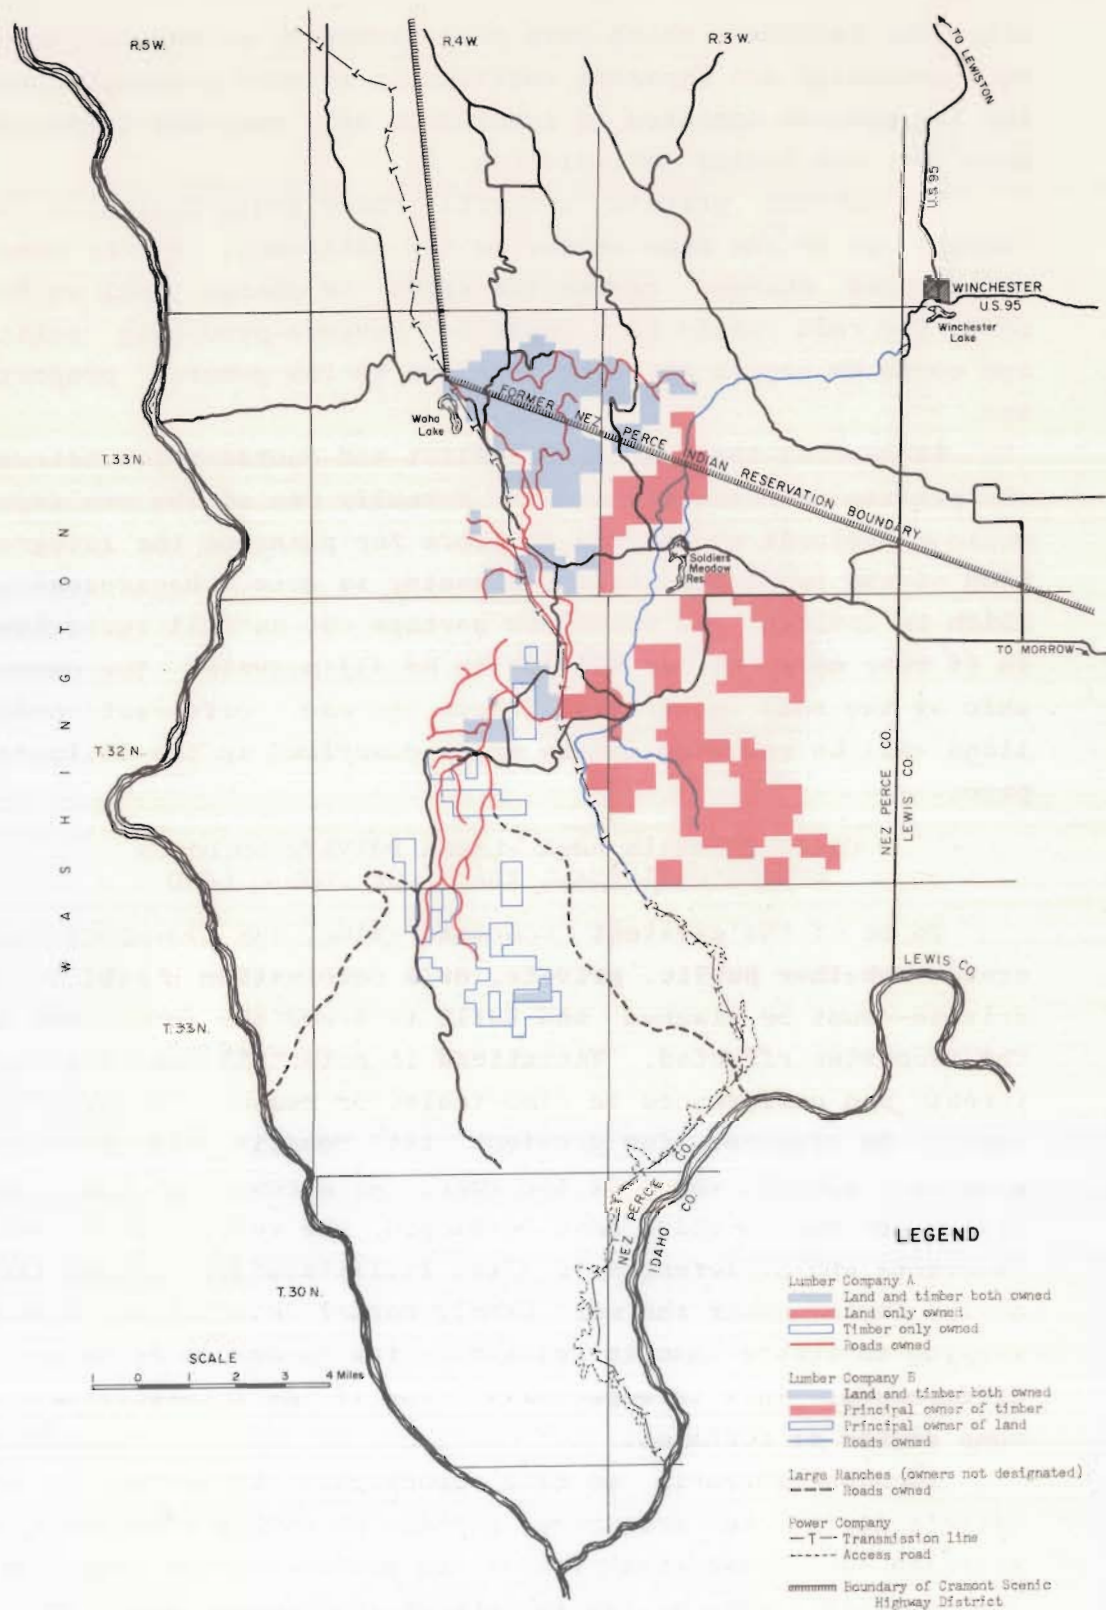 R.5W.
R.4W.
R.3W.
TO LEWISTON
U.S. 95
WINCHESTER
U.S.95
Winchester
Lake
FORMER NEZ PERCE INDIAN RESERVATION BOUNDARY
Waha
Lake
T.33N.
Soldiers
Meadow
Res.
TO MORROW
WASHINGTON
T.32N.
NEZ PERCE CO.
LEWIS CO.
LEWIS CO.
T.33N.
NEZ PERCE CO.
IDAHO CO.
T.30N.
SCALE
1 0 1 2 3 4 Miles
LEGEND
Lumber Company A
Land and timber both owned
Land only owned
Timber only owned
Roads owned
Lumber Company B
Land and timber both owned
Principal owner of timber
Principal owner of land
Roads owned
Large Ranches (owners not designated)
Roads owned
Power Company
T Transmission line
Access road
Boundary of Cramont Scenic
Highway District